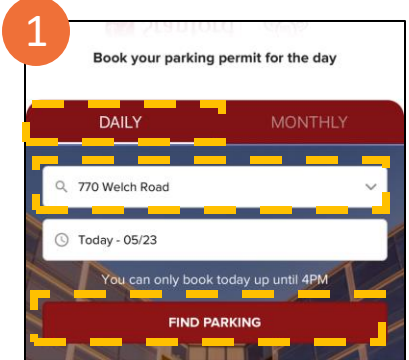 1
Book your parking permit for the day
DAILY MONTHLY
770 Welch Road
Today - 05/23
You can only book today up until 4PM
FIND PARKING